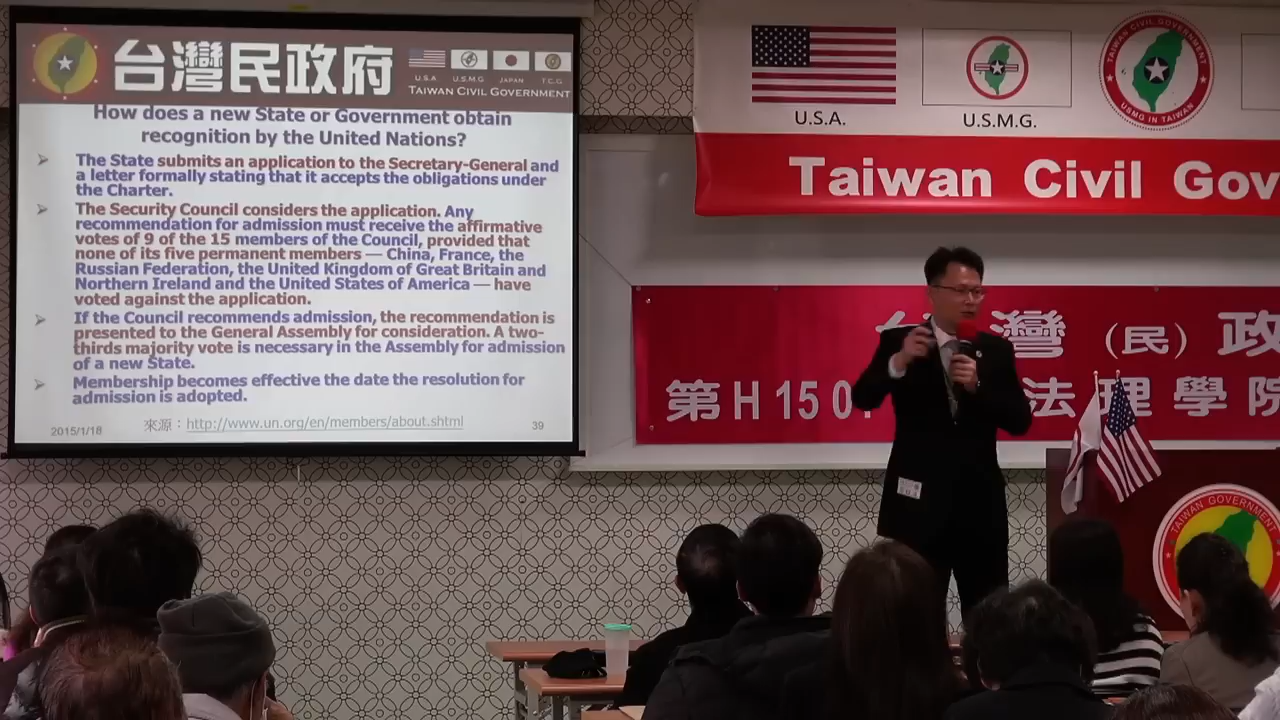 台灣民政府
U.S.A U.S.M.G JAPAN T.C.G
TAIWAN CIVIL GOVERNMENT
How does a new State or Government obtain
recognition by the United Nations?
The State submits an application to the Secretary-General and
a letter formally stating that it accepts the obligations under
the Charter.
The Security Council considers the application. Any
recommendation for admission must receive the affirmative
votes of 9 of the 15 members of the Council, provided that
none of its five permanent members — China, France, the
Russian Federation, the United Kingdom of Great Britain and
Northern Ireland and the United States of America — have
voted against the application.
If the Council recommends admission, the recommendation is
presented to the General Assembly for consideration. A two-
thirds majority vote is necessary in the Assembly for admission
of a new State.
Membership becomes effective the date the resolution for
admission is adopted.
2015/1/18
來源：http://www.un.org/en/members/about.shtml
39
U.S.A.
U.S.M.G.
TAIWAN CIVIL GOVERNMENT
USMG IN TAIWAN
Taiwan Civil Gov
台灣（民）政
第H150 法理學院
TAIWAN GOVERNMENT